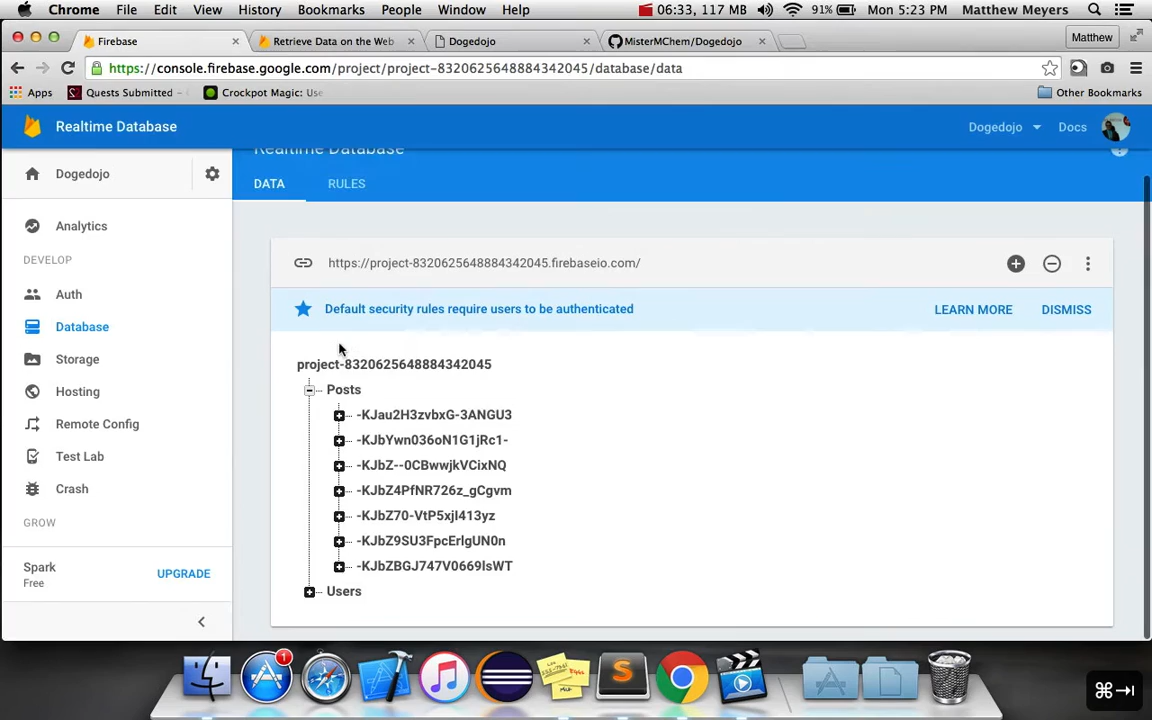 Chrome File Edit View History Bookmarks People Window Help 06:33, 117 MB 91% Mon 5:23 PM Matthew Meyers
Firebase Retrieve Data on the Web Dogedojo MisterMChem/Dogedojo Matthew
https://console.firebase.google.com/project/project-8320625648884342045/database/data
Apps Quests Submitted - Crockpot Magic: Use Other Bookmarks
Realtime Database Dogedojo Docs
Realtime Database
Dogedojo
DATA RULES
Analytics
DEVELOP
Auth
Database
Storage
Hosting
Remote Config
Test Lab
Crash
GROW
Spark
Free
UPGRADE
https://project-8320625648884342045.firebaseio.com/
Default security rules require users to be authenticated LEARN MORE DISMISS
project-8320625648884342045
Posts
-KJau2H3zvbxG-3ANGU3
-KJbYwn036oN1G1jRc1-
-KJbZ--0CBwwjkVCixNQ
-KJbZ4PfNR726z_gCgvm
-KJbZ70-VtP5xjI413yz
-KJbZ9SU3FpcErlgUN0n
-KJbZBGJ747V0669lsWT
Users
1
S
⌘⇥